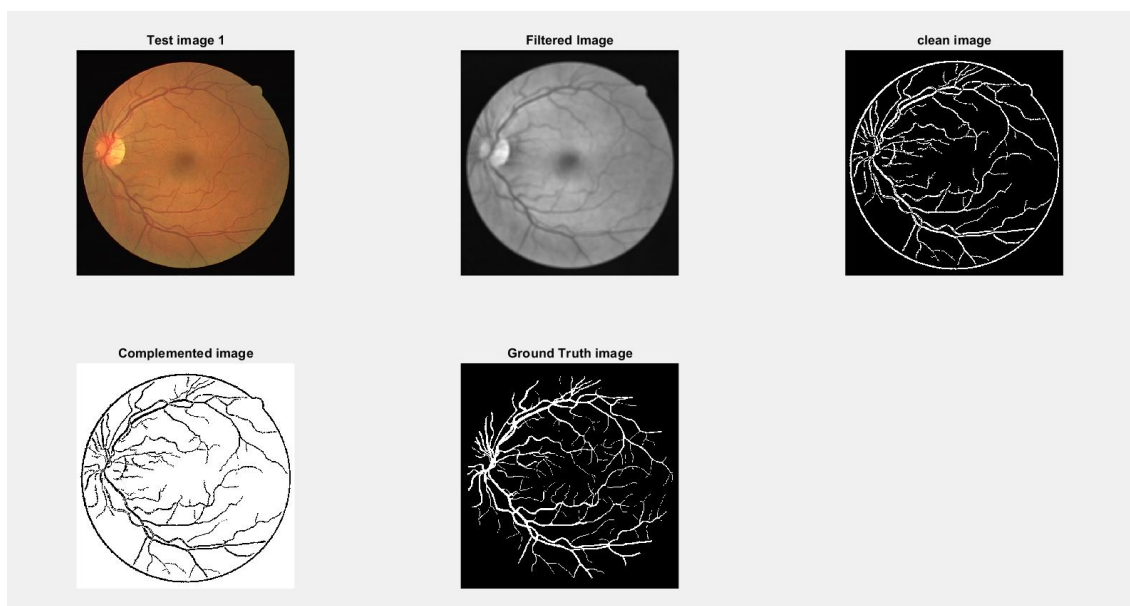 Test image 1
Filtered Image
clean image
Complemented image
Ground Truth image